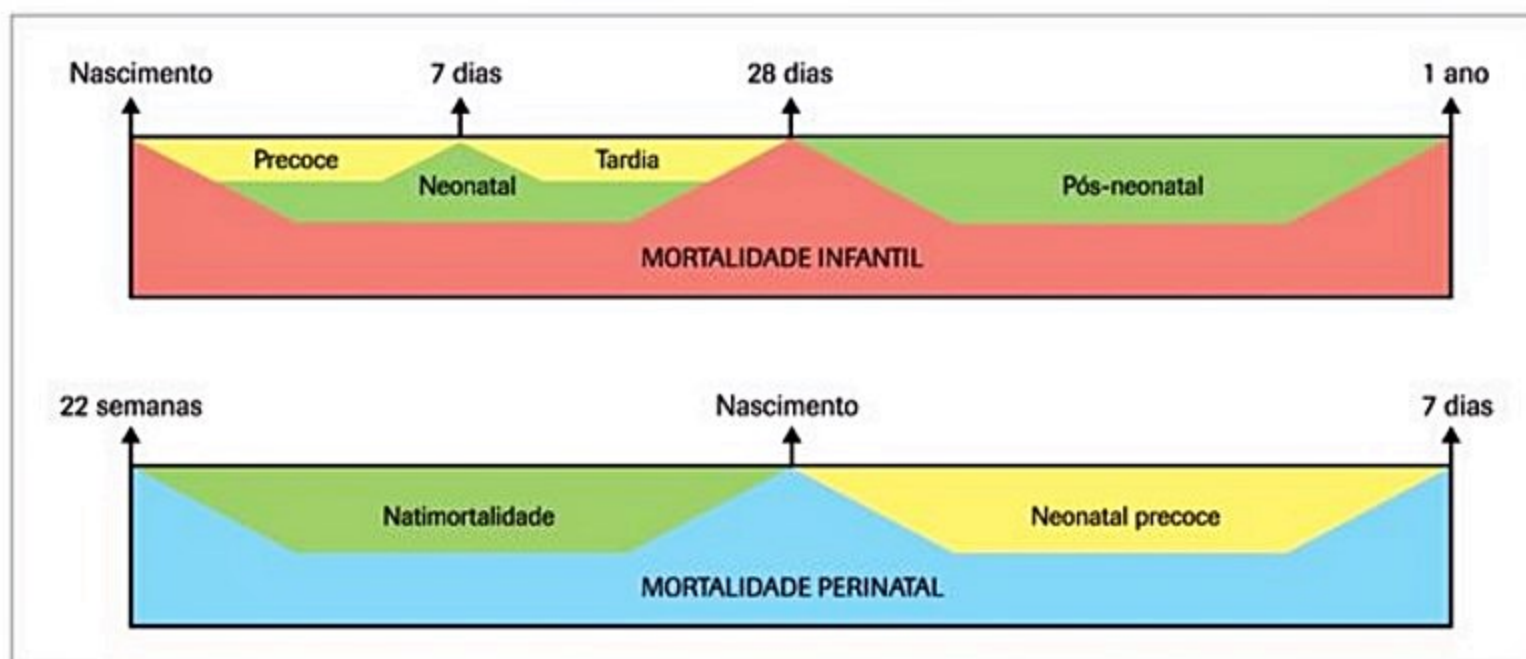 Nascimento 7 dias 28 dias 1 ano
Precoce Tardia
Neonatal Pós-neonatal
MORTALIDADE INFANTIL
22 semanas Nascimento 7 dias
Natimortalidade Neonatal precoce
MORTALIDADE PERINATAL